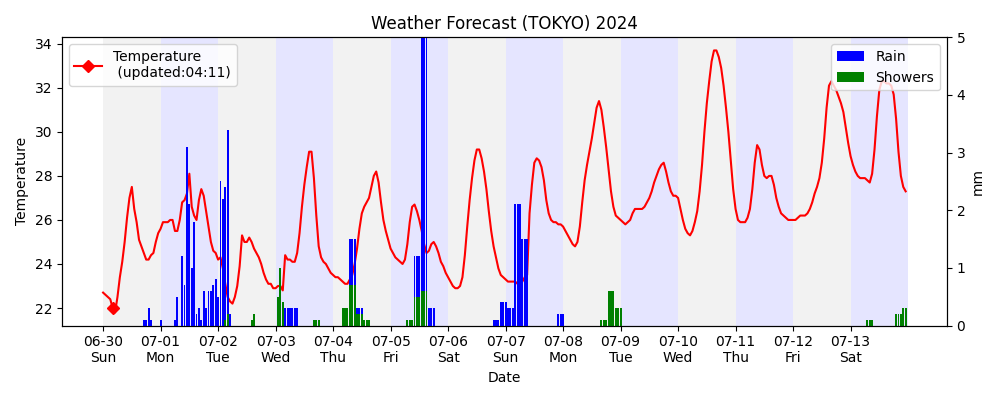 Weather Forecast (TOKYO) 2024
Temperature
(updated:04:11)
Rain
Showers
34
32
30
28
26
24
22
Temperature
5
4
3
2
1
0
mm
06-30 07-01 07-02 07-03 07-04 07-05 07-06 07-07 07-08 07-09 07-10 07-11 07-12 07-13
Sun Mon Tue Wed Thu Fri Sat Sun Mon Tue Wed Thu Fri Sat
Date